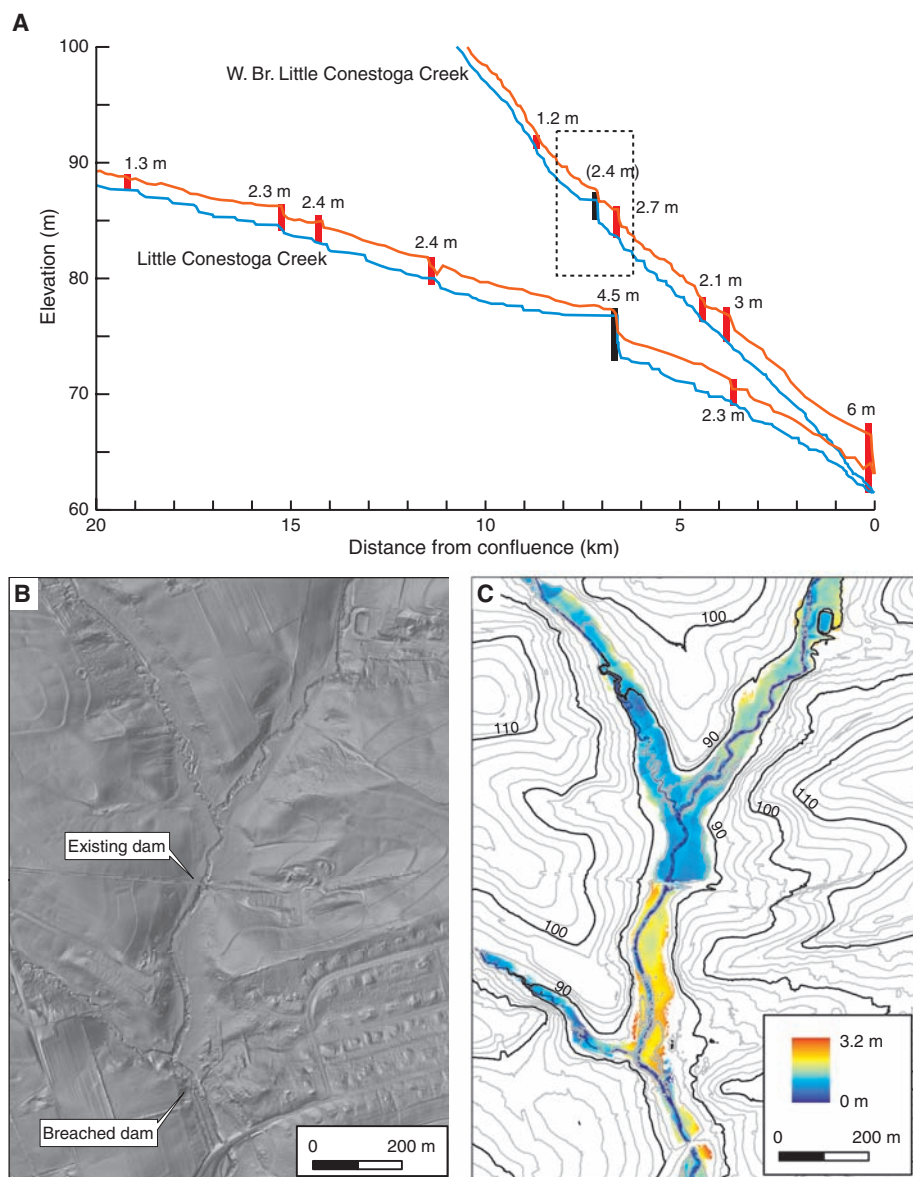 A
100
W. Br. Little Conestoga Creek
1.2 m
90
1.3 m
(2.4 m)
2.3 m
2.4 m
2.7 m
Little Conestoga Creek
2.4 m
80
2.1 m
3 m
4.5 m
Elevation (m)
70
2.3 m
6 m
60
20
15
10
5
0
Distance from confluence (km)
B
Existing dam
Breached dam
0
200 m
C
100
110
90
110
100
90
100
90
3.2 m
0 m
0
200 m